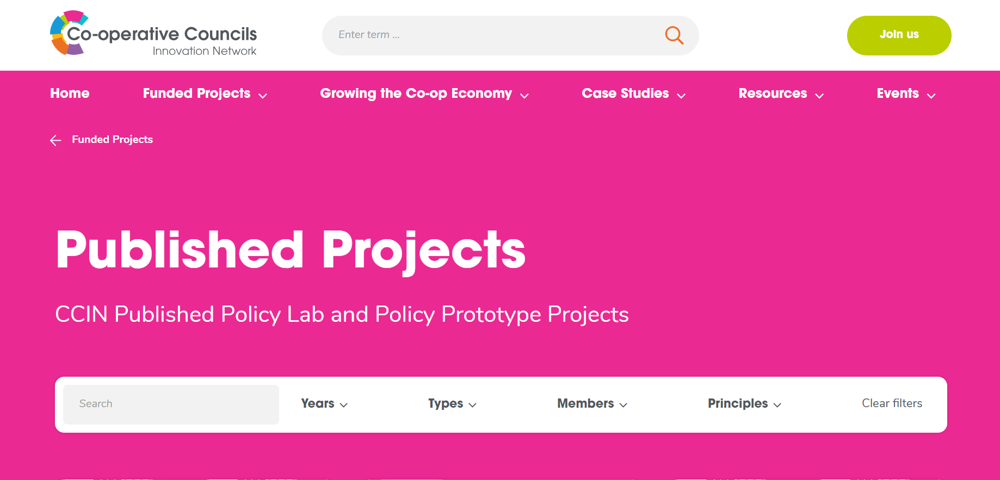 Co-operative Councils
Innovation Network
Enter term ...
Join us
Home
Funded Projects
Growing the Co-op Economy
Case Studies
Resources
Events
Funded Projects
Published Projects
CCIN Published Policy Lab and Policy Prototype Projects
Search
Years
Types
Members
Principles
Clear filters